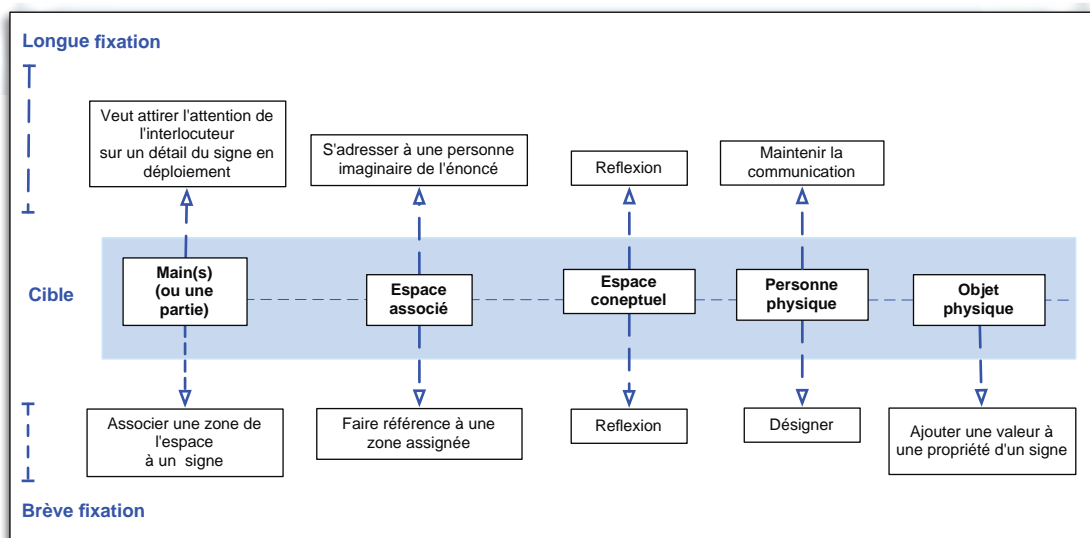 Longue fixation
Veut attirer l'attention de
l'interlocuteur
sur un détail du signe en
déploiement
S'adresser à une personne
imaginaire de l'énoncé
Reflexion
Maintenir la
communication
Cible
Main(s)
(ou une
partie)
Espace
associé
Espace
coneptuel
Personne
physique
Objet
physique
Associer une zone de
l'espace
à un signe
Faire référence à une
zone assignée
Reflexion
Désigner
Ajouter une valeur à
une propriété d'un signe
Brève fixation